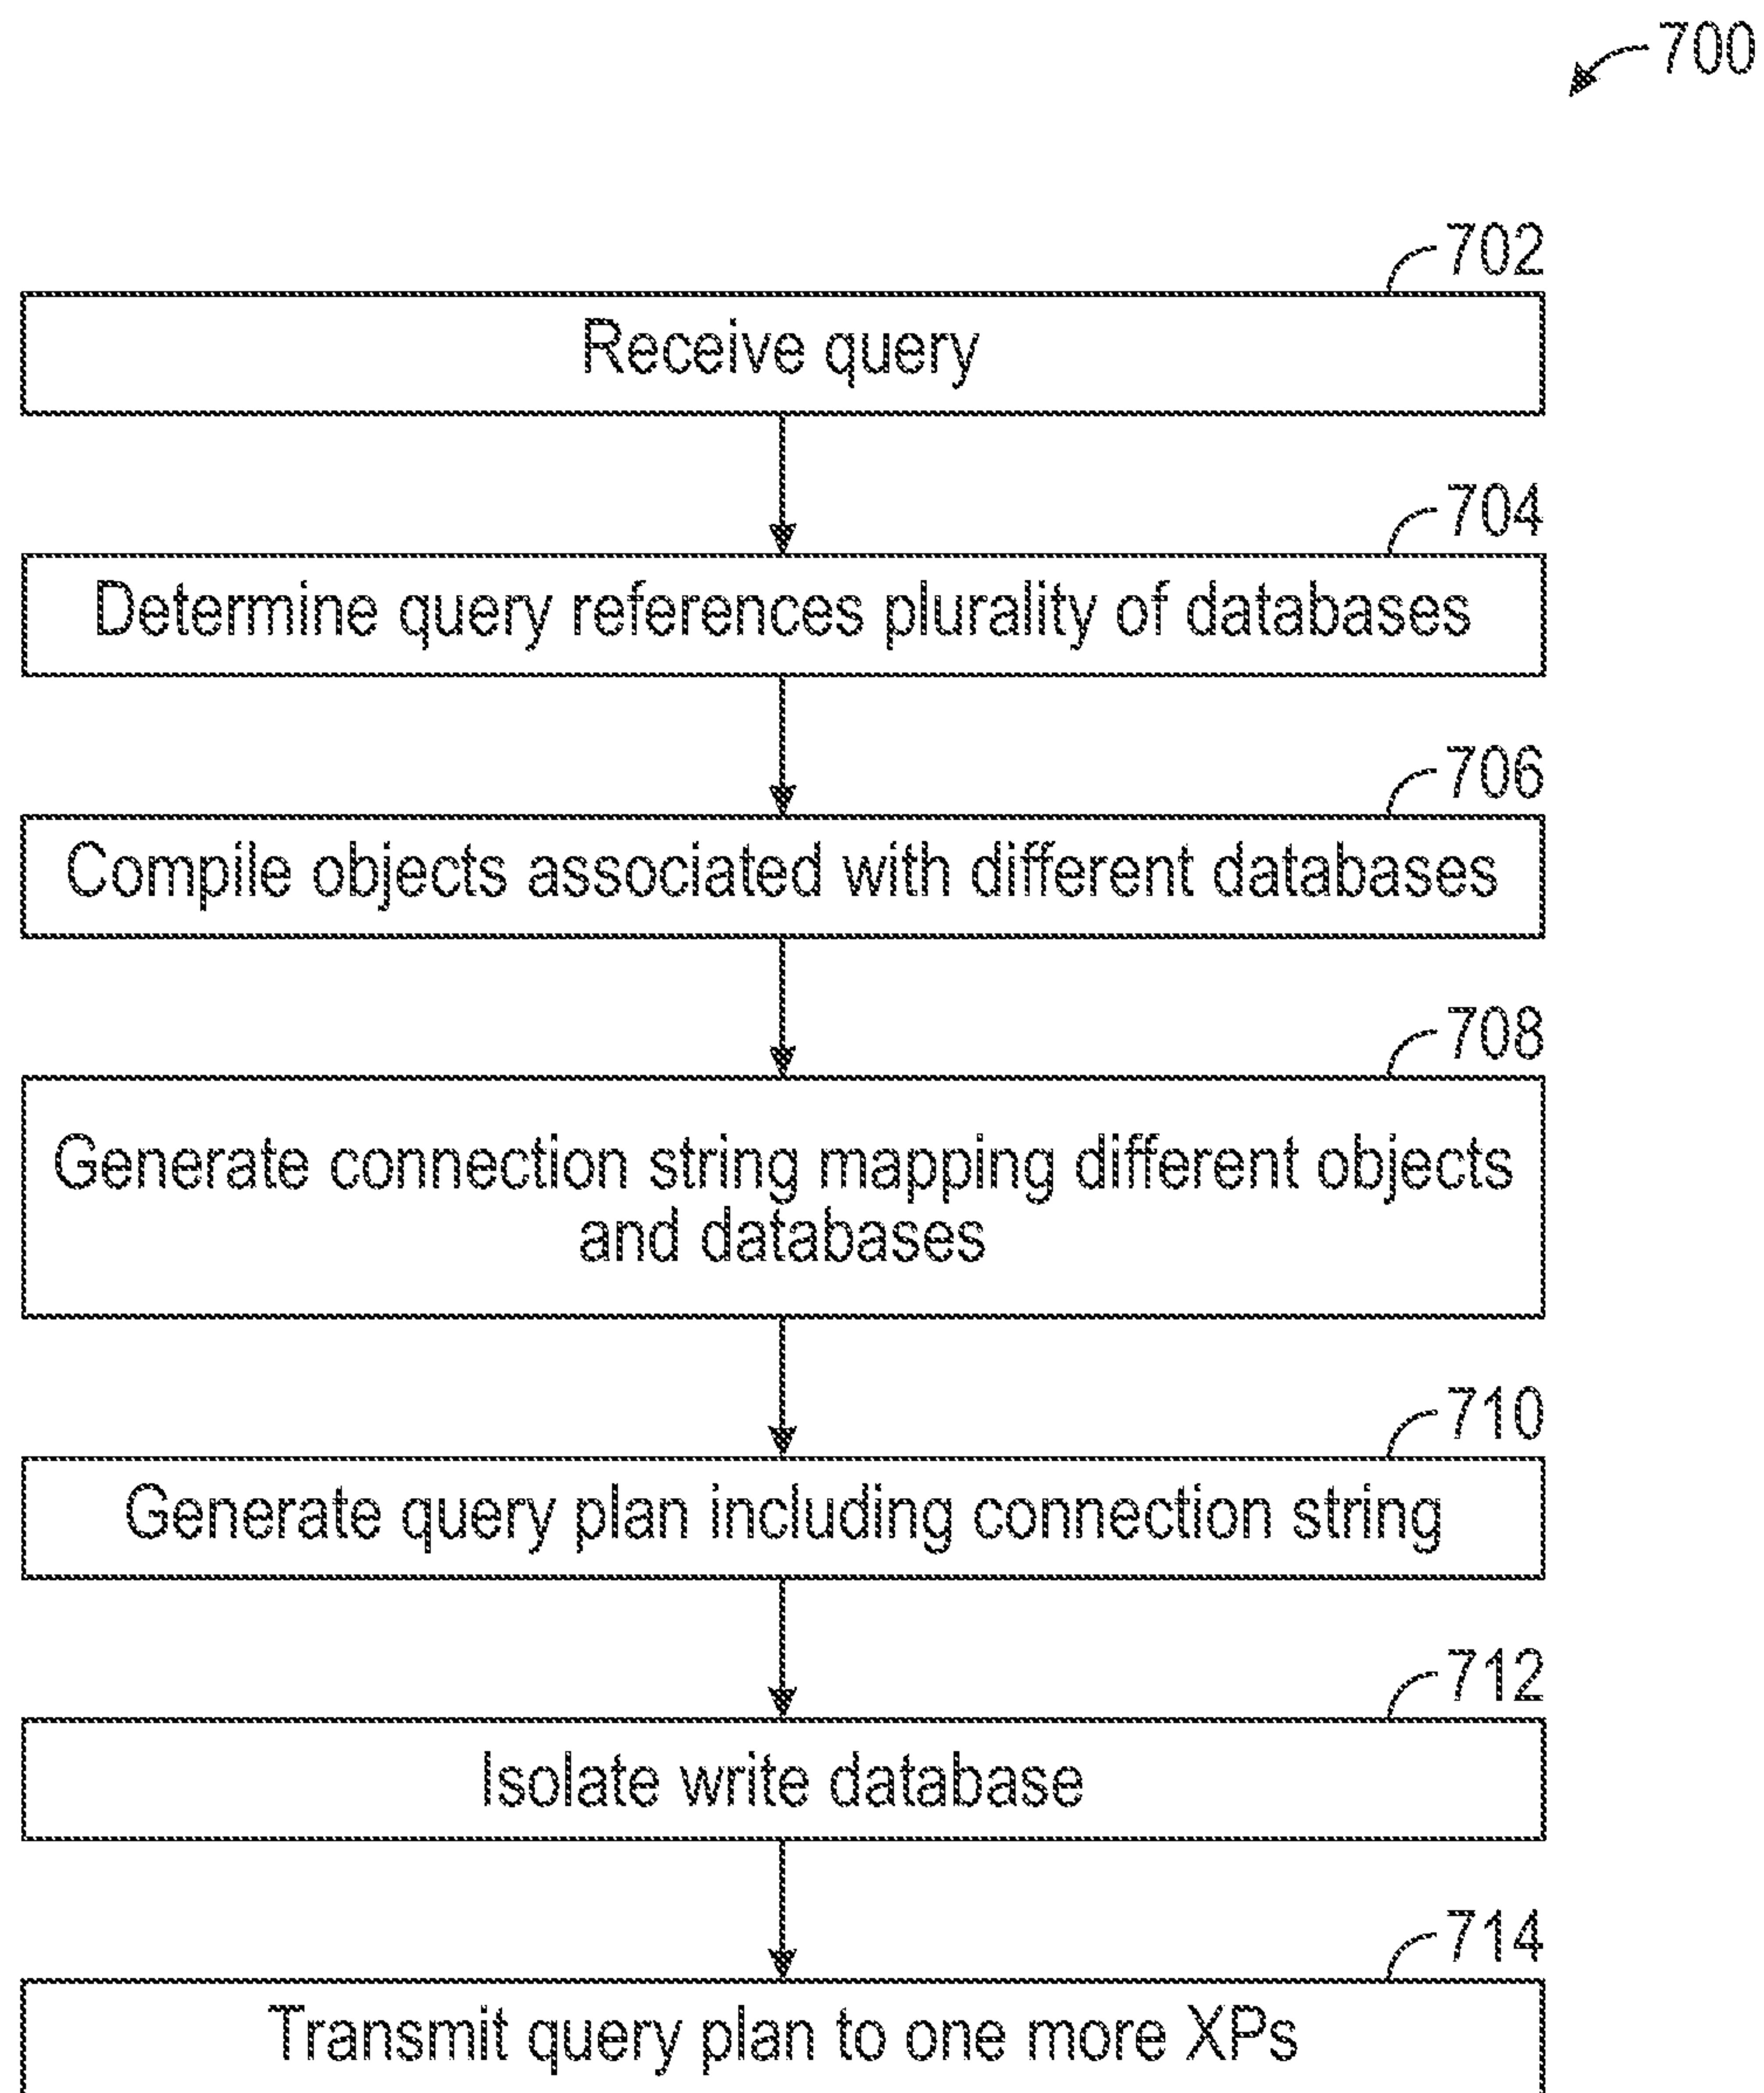 700
702
Receive query
704
Determine query references plurality of databases
706
Compile objects associated with different databases
708
Generate connection string mapping different objects
and databases
710
Generate query plan including connection string
712
Isolate write database
714
Transmit query plan to one more XPs